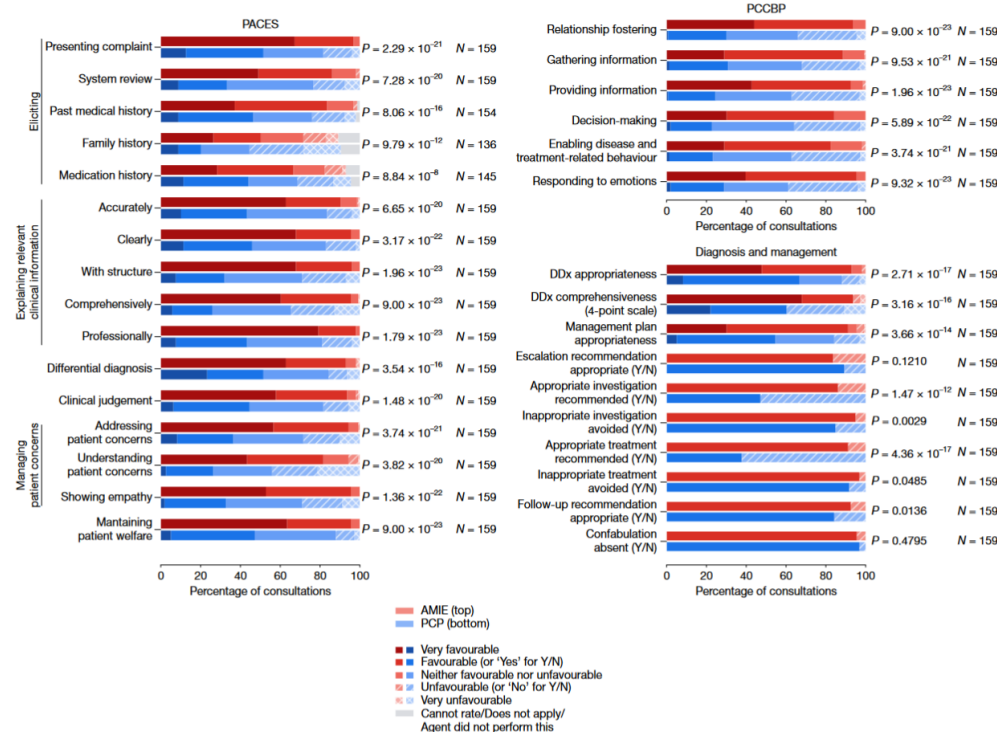 PACES
Eliciting
Presenting complaint P = 2.29 × 10⁻²¹ N = 159
System review P = 7.28 × 10⁻²⁰ N = 159
Past medical history P = 8.06 × 10⁻¹⁶ N = 154
Family history P = 9.79 × 10⁻¹² N = 136
Medication history P = 8.84 × 10⁻⁸ N = 145
Explaining relevant
clinical information
Accurately P = 6.65 × 10⁻²⁰ N = 159
Clearly P = 3.17 × 10⁻²² N = 159
With structure P = 1.96 × 10⁻²³ N = 159
Comprehensively P = 9.00 × 10⁻²³ N = 159
Professionally P = 1.79 × 10⁻²³ N = 159
Differential diagnosis P = 3.54 × 10⁻¹⁶ N = 159
Clinical judgement P = 1.48 × 10⁻²⁰ N = 159
Managing
patient concerns
Addressing
patient concerns P = 3.74 × 10⁻²¹ N = 159
Understanding
patient concerns P = 3.82 × 10⁻²⁰ N = 159
Showing empathy P = 1.36 × 10⁻²² N = 159
Mantaining
patient welfare P = 9.00 × 10⁻²³ N = 159
0 20 40 60 80 100
Percentage of consultations
PCCBP
Relationship fostering P = 9.00 × 10⁻²³ N = 159
Gathering information P = 9.53 × 10⁻²¹ N = 159
Providing information P = 1.96 × 10⁻²³ N = 159
Decision-making P = 5.89 × 10⁻²² N = 159
Enabling disease and
treatment-related behaviour P = 3.74 × 10⁻²¹ N = 159
Responding to emotions P = 9.32 × 10⁻²³ N = 159
0 20 40 60 80 100
Percentage of consultations
Diagnosis and management
DDx appropriateness P = 2.71 × 10⁻¹⁷ N = 159
DDx comprehensiveness
(4-point scale) P = 3.16 × 10⁻¹⁶ N = 159
Management plan
appropriateness P = 3.66 × 10⁻¹⁴ N = 159
Escalation recommendation
appropriate (Y/N) P = 0.1210 N = 159
Appropriate investigation
recommended (Y/N) P = 1.47 × 10⁻¹² N = 159
Inappropriate investigation
avoided (Y/N) P = 0.0029 N = 159
Appropriate treatment
recommended (Y/N) P = 4.36 × 10⁻¹⁷ N = 159
Inappropriate treatment
avoided (Y/N) P = 0.0485 N = 159
Follow-up recommendation
appropriate (Y/N) P = 0.0136 N = 159
Confabulation
absent (Y/N) P = 0.4795 N = 159
0 20 40 60 80 100
Percentage of consultations
AMIE (top)
PCP (bottom)
Very favourable
Favourable (or 'Yes' for Y/N)
Neither favourable nor unfavourable
Unfavourable (or 'No' for Y/N)
Very unfavourable
Cannot rate/Does not apply/
Agent did not perform this